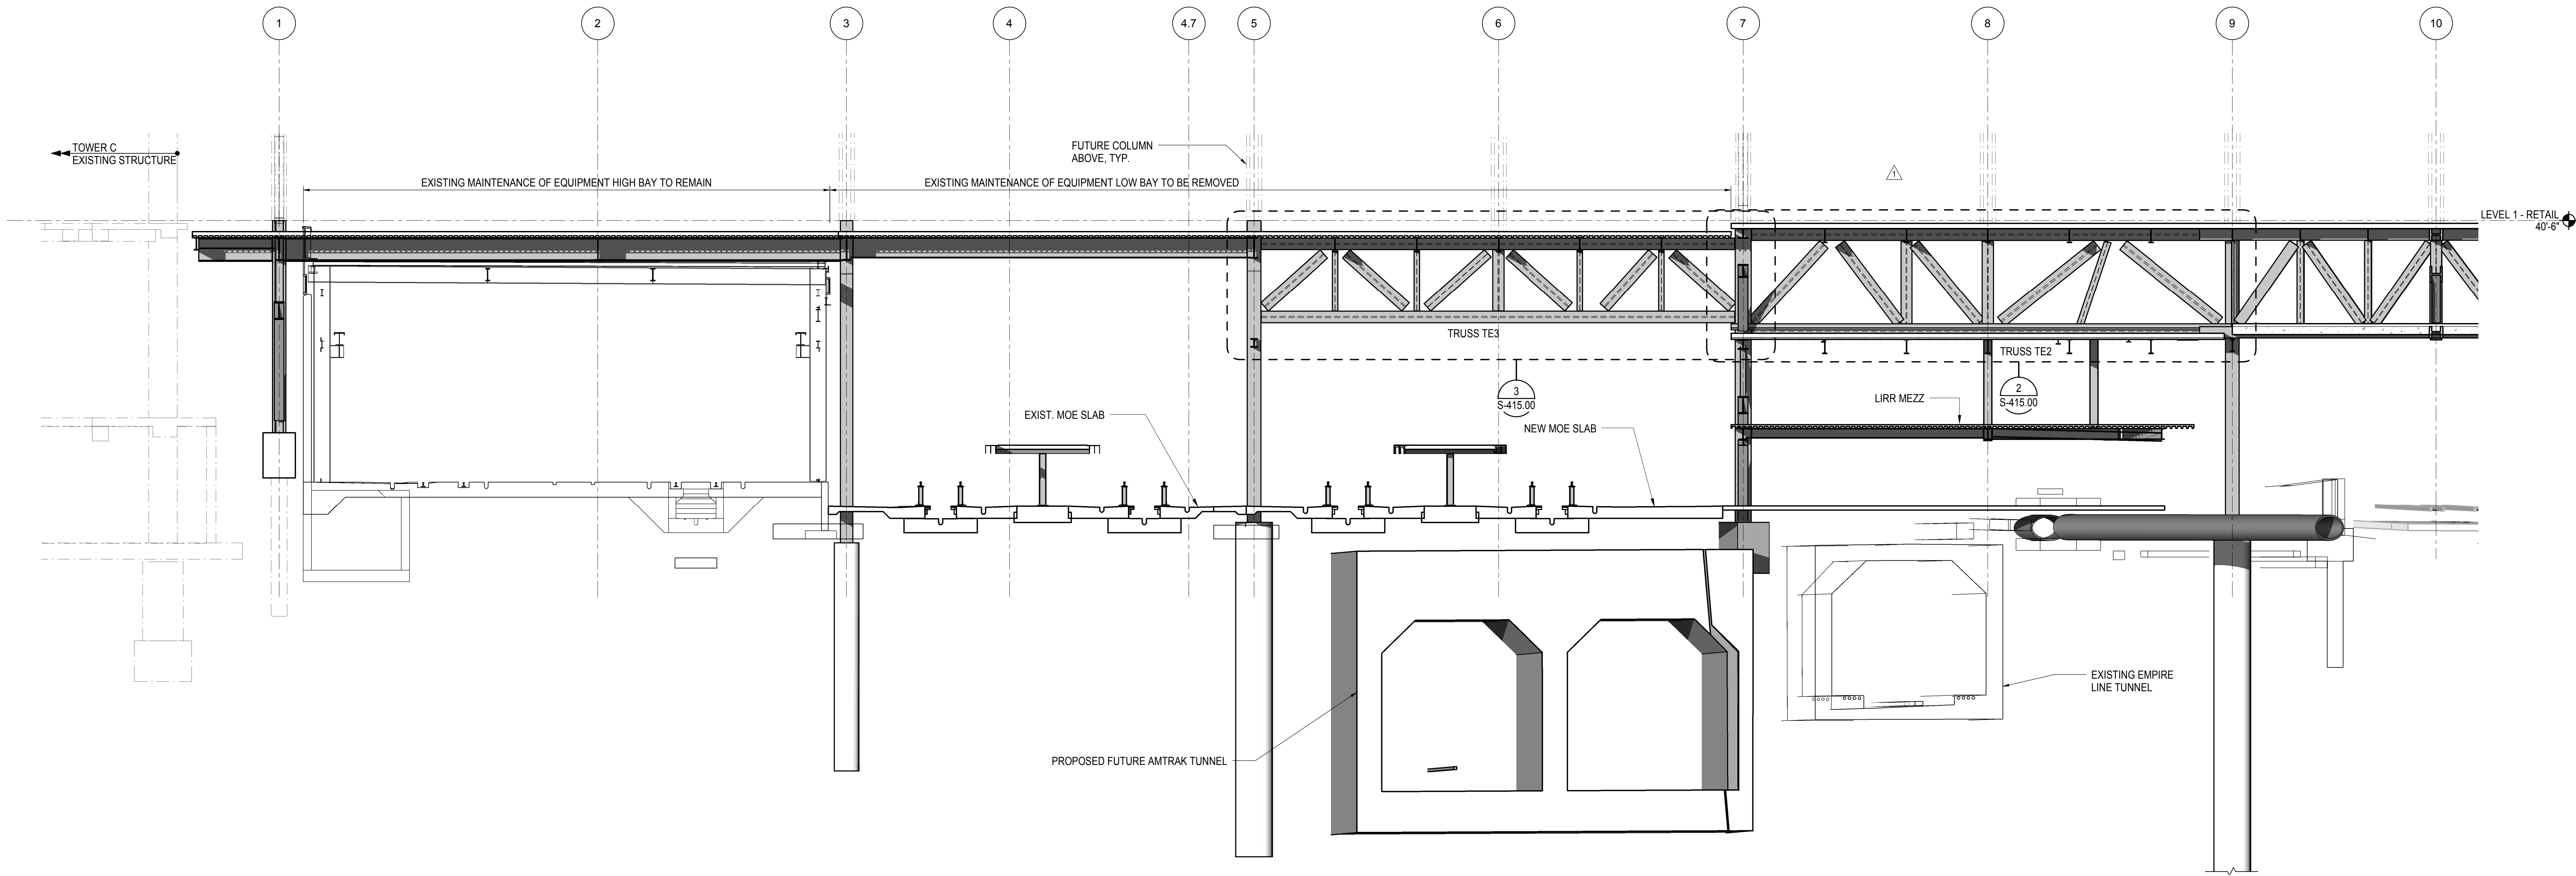 1
2
3
4
4.7
5
6
7
8
9
10
TOWER C
EXISTING STRUCTURE
FUTURE COLUMN
ABOVE, TYP.
EXISTING MAINTENANCE OF EQUIPMENT HIGH BAY TO REMAIN
EXISTING MAINTENANCE OF EQUIPMENT LOW BAY TO BE REMOVED
1
LEVEL 1 - RETAIL
40'-6"
TRUSS TE3
TRUSS TE2
3
S-415.00
2
S-415.00
EXIST. MOE SLAB
NEW MOE SLAB
LIRR MEZZ
EXISTING EMPIRE
LINE TUNNEL
PROPOSED FUTURE AMTRAK TUNNEL